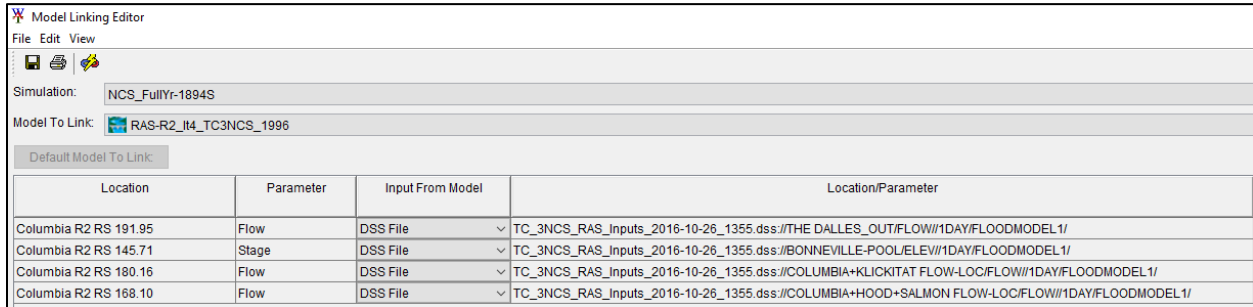 Model Linking Editor
File Edit View
Simulation: NCS_FullYr-1894S
Model To Link: RAS-R2_It4_TC3NCS_1996
Default Model To Link:
Location Parameter Input From Model Location/Parameter
Columbia R2 RS 191.95 Flow DSS File TC_3NCS_RAS_Inputs_2016-10-26_1355.dss://THE DALLES_OUT/FLOW//1DAY/FLOODMODEL1/
Columbia R2 RS 145.71 Stage DSS File TC_3NCS_RAS_Inputs_2016-10-26_1355.dss://BONNEVILLE-POOL/ELEV//1DAY/FLOODMODEL1/
Columbia R2 RS 180.16 Flow DSS File TC_3NCS_RAS_Inputs_2016-10-26_1355.dss://COLUMBIA+KLICKITAT FLOW-LOC/FLOW//1DAY/FLOODMODEL1/
Columbia R2 RS 168.10 Flow DSS File TC_3NCS_RAS_Inputs_2016-10-26_1355.dss://COLUMBIA+HOOD+SALMON FLOW-LOC/FLOW//1DAY/FLOODMODEL1/